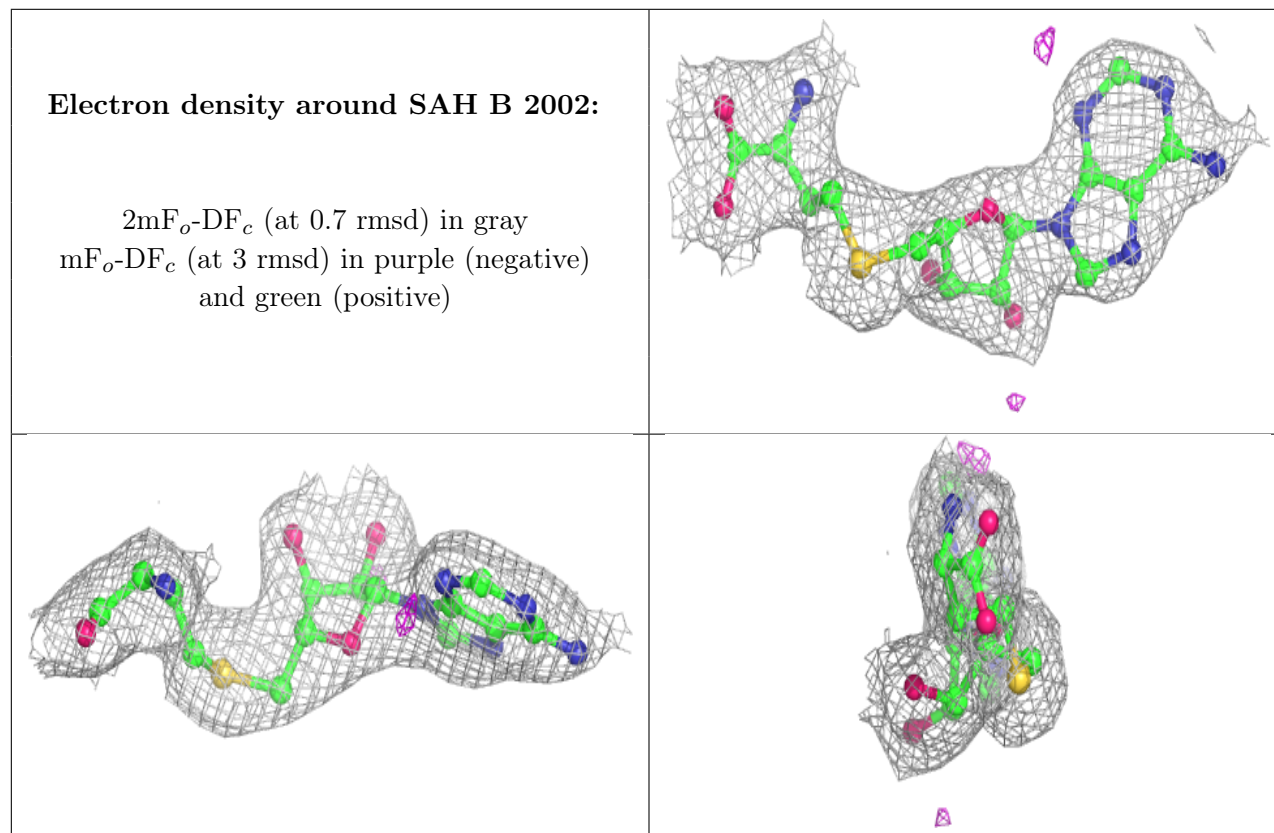 Electron density around SAH B 2002:
2mFo-DFc (at 0.7 rmsd) in gray
mFo-DFc (at 3 rmsd) in purple (negative)
and green (positive)